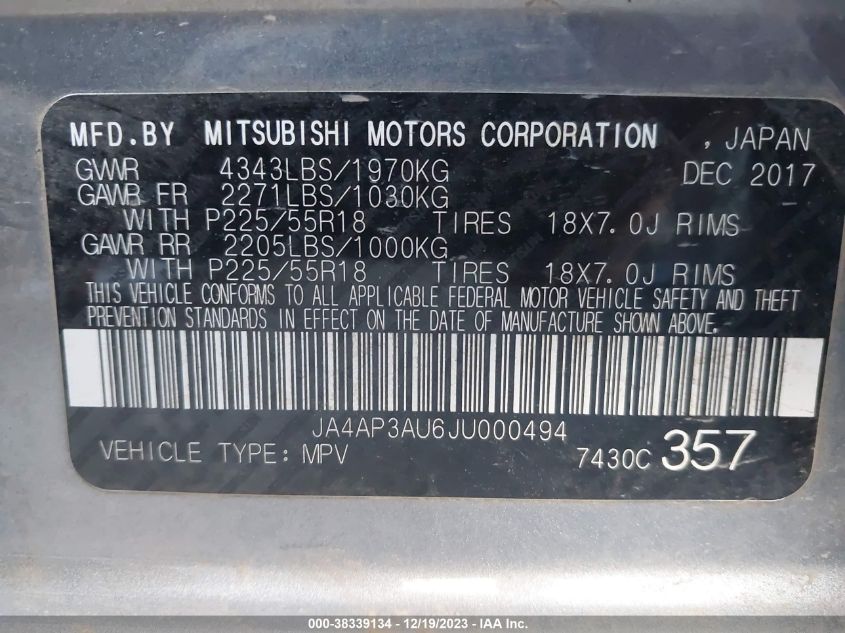 MFD.BY MITSUBISHI MOTORS CORPORATION , JAPAN
GVWR 4343LBS/1970KG DEC 2017
GAWR FR 2271LBS/1030KG
WITH P225/55R18 TIRES 18X7.0J RIMS
GAWR RR 2205LBS/1000KG
WITH P225/55R18 TIRES 18X7.0J RIMS
THIS VEHICLE CONFORMS TO ALL APPLICABLE FEDERAL MOTOR VEHICLE SAFETY AND THEFT
PREVENTION STANDARDS IN EFFECT ON THE DATE OF MANUFACTURE SHOWN ABOVE.
JA4AP3AU6JU000494
VEHICLE TYPE: MPV 7430C 357
000-38339134 - 12/19/2023 - IAA Inc.